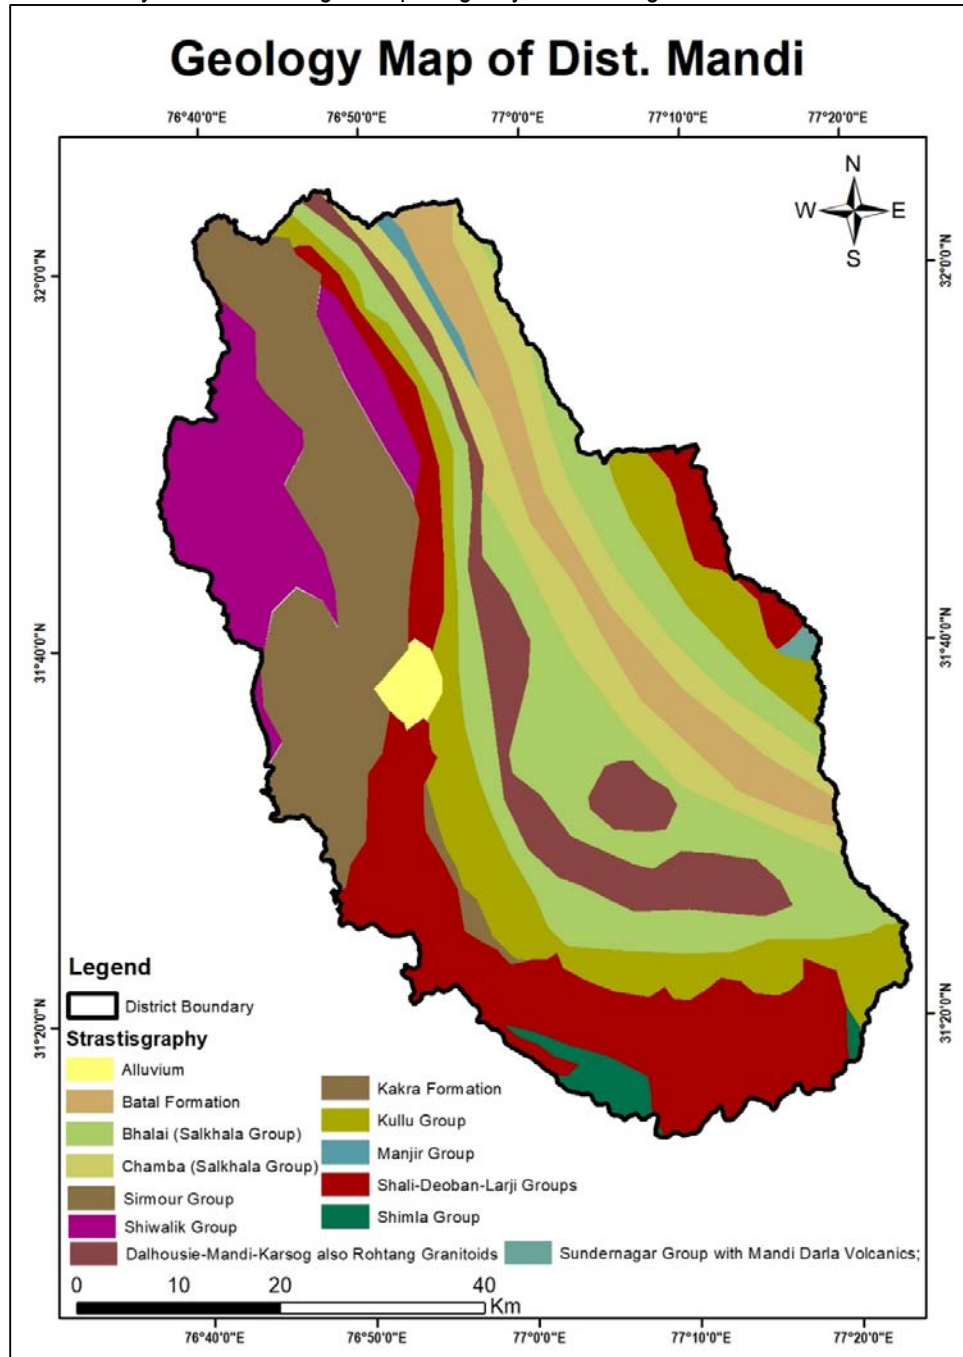 Geology Map of Dist. Mandi
76°40'0"E 76°50'0"E 77°0'0"E 77°10'0"E 77°20'0"E
N
W E
S
32°0'0"N 32°0'0"N
31°40'0"N 31°40'0"N
31°20'0"N 31°20'0"N
Legend
District Boundary
Strastisgraphy
Alluvium
Batal Formation
Bhalai (Salkhala Group)
Chamba (Salkhala Group)
Sirmour Group
Shiwalik Group
Kakra Formation
Kullu Group
Manjir Group
Shali-Deoban-Larji Groups
Shimla Group
Dalhousie-Mandi-Karsog also Rohtang Granitoids
Sundernagar Group with Mandi Darla Volcanics;
0 10 20 40
Km
76°40'0"E 76°50'0"E 77°0'0"E 77°10'0"E 77°20'0"E